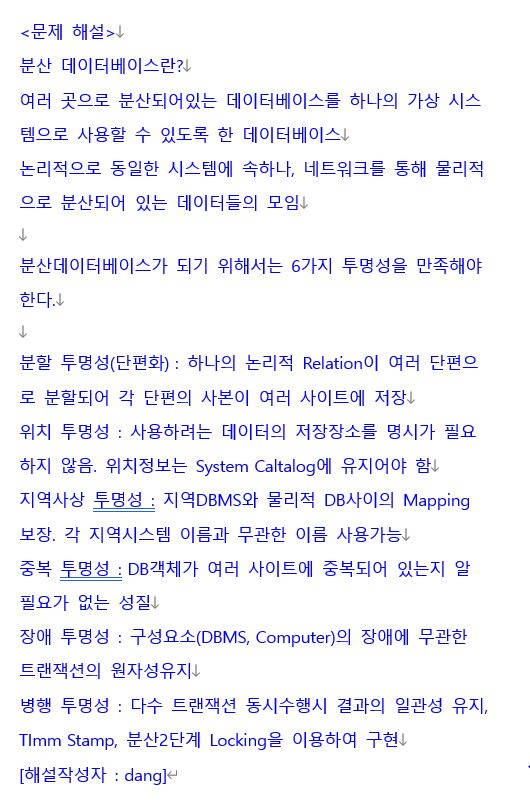 <문제 해설>↓
분산 데이터베이스란?↓
여러 곳으로 분산되어있는 데이터베이스를 하나의 가상 시스
템으로 사용할 수 있도록 한 데이터베이스↓
논리적으로 동일한 시스템에 속하나, 네트워크를 통해 물리적
으로 분산되어 있는 데이터들의 모임↓
↓
분산데이터베이스가 되기 위해서는 6가지 투명성을 만족해야
한다.↓
↓
분할 투명성(단편화) : 하나의 논리적 Relation이 여러 단편으
로 분할되어 각 단편의 사본이 여러 사이트에 저장↓
위치 투명성 : 사용하려는 데이터의 저장장소를 명시가 필요
하지 않음. 위치정보는 System Caltalog에 유지어야 함↓
지역사상 투명성 : 지역DBMS와 물리적 DB사이의 Mapping
보장. 각 지역시스템 이름과 무관한 이름 사용가능↓
중복 투명성 : DB객체가 여러 사이트에 중복되어 있는지 알
필요가 없는 성질↓
장애 투명성 : 구성요소(DBMS, Computer)의 장애에 무관한
트랜잭션의 원자성유지↓
병행 투명성 : 다수 트랜잭션 동시수행시 결과의 일관성 유지,
TImm Stamp, 분산2단계 Locking을 이용하여 구현↓
[해설작성자 : dang]↵